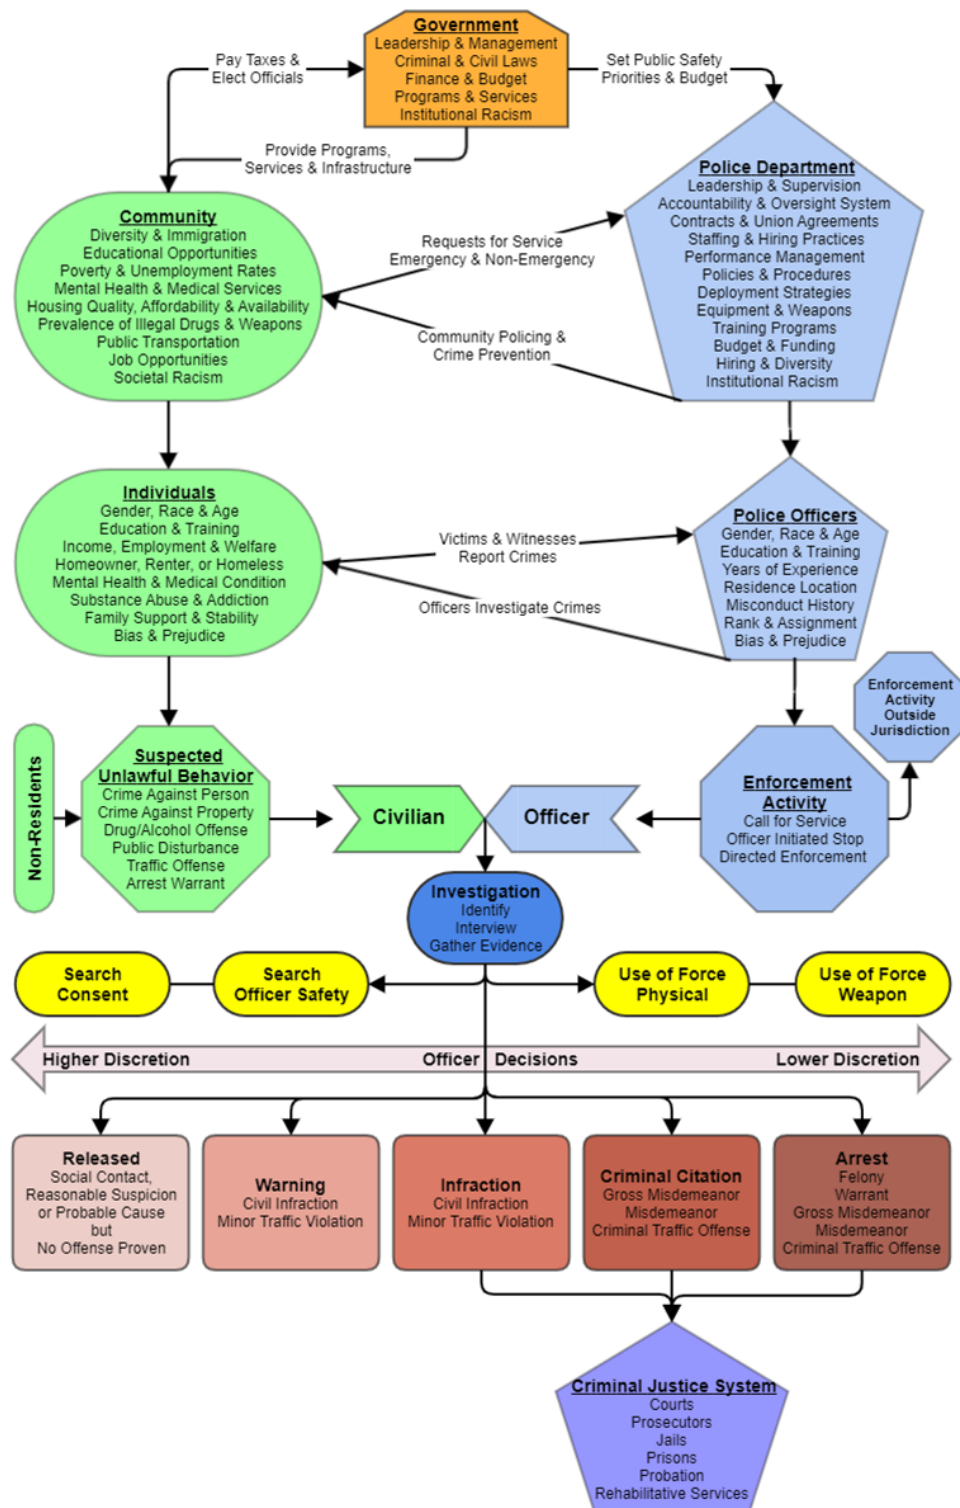 Government
Leadership & Management
Criminal & Civil Laws
Finance & Budget
Programs & Services
Institutional Racism
Pay Taxes &
Elect Officials
Set Public Safety
Priorities & Budget
Provide Programs,
Services & Infrastructure
Community
Diversity & Immigration
Educational Opportunities
Poverty & Unemployment Rates
Mental Health & Medical Services
Housing Quality, Affordability & Availability
Prevalence of Illegal Drugs & Weapons
Public Transportation
Job Opportunities
Societal Racism
Requests for Service
Emergency & Non-Emergency
Community Policing &
Crime Prevention
Police Department
Leadership & Supervision
Accountability & Oversight System
Contracts & Union Agreements
Staffing & Hiring Practices
Performance Management
Policies & Procedures
Deployment Strategies
Equipment & Weapons
Training Programs
Budget & Funding
Hiring & Diversity
Institutional Racism
Individuals
Gender, Race & Age
Education & Training
Income, Employment & Welfare
Homeowner, Renter, or Homeless
Mental Health & Medical Condition
Substance Abuse & Addiction
Family Support & Stability
Bias & Prejudice
Victims & Witnesses
Report Crimes
Officers Investigate Crimes
Police Officers
Gender, Race & Age
Education & Training
Years of Experience
Residence Location
Misconduct History
Rank & Assignment
Bias & Prejudice
Enforcement
Activity
Outside
Jurisdiction
Non-Residents
Suspected
Unlawful Behavior
Crime Against Person
Crime Against Property
Drug/Alcohol Offense
Public Disturbance
Traffic Offense
Arrest Warrant
Civilian
Officer
Enforcement
Activity
Call for Service
Officer Initiated Stop
Directed Enforcement
Investigation
Identify
Interview
Gather Evidence
Search
Consent
Search
Officer Safety
Use of Force
Physical
Use of Force
Weapon
Higher Discretion
Officer Decisions
Lower Discretion
Released
Social Contact,
Reasonable Suspicion
or Probable Cause
but
No Offense Proven
Warning
Civil Infraction
Minor Traffic Violation
Infraction
Civil Infraction
Minor Traffic Violation
Criminal Citation
Gross Misdemeanor
Misdemeanor
Criminal Traffic Offense
Arrest
Felony
Warrant
Gross Misdemeanor
Misdemeanor
Criminal Traffic Offense
Criminal Justice System
Courts
Prosecutors
Jails
Prisons
Probation
Rehabilitative Services